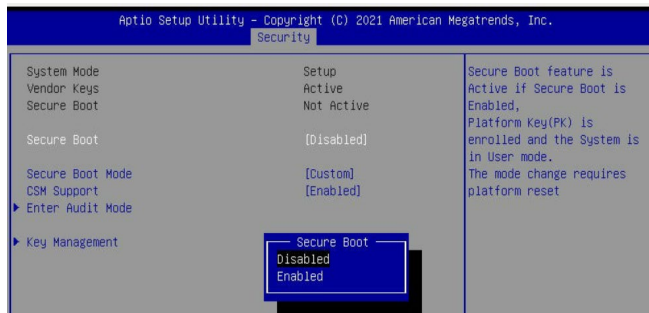 Aptio Setup Utility – Copyright (C) 2021 American Megatrends, Inc.
Security
System Mode Setup
Vendor Keys Active
Secure Boot Not Active
Secure Boot [Disabled]
Secure Boot Mode [Custom]
CSM Support [Enabled]
Enter Audit Mode
Key Management
Secure Boot
Disabled
Enabled
Secure Boot feature is
Active if Secure Boot is
Enabled,
Platform Key(PK) is
enrolled and the System is
in User mode.
The mode change requires
platform reset